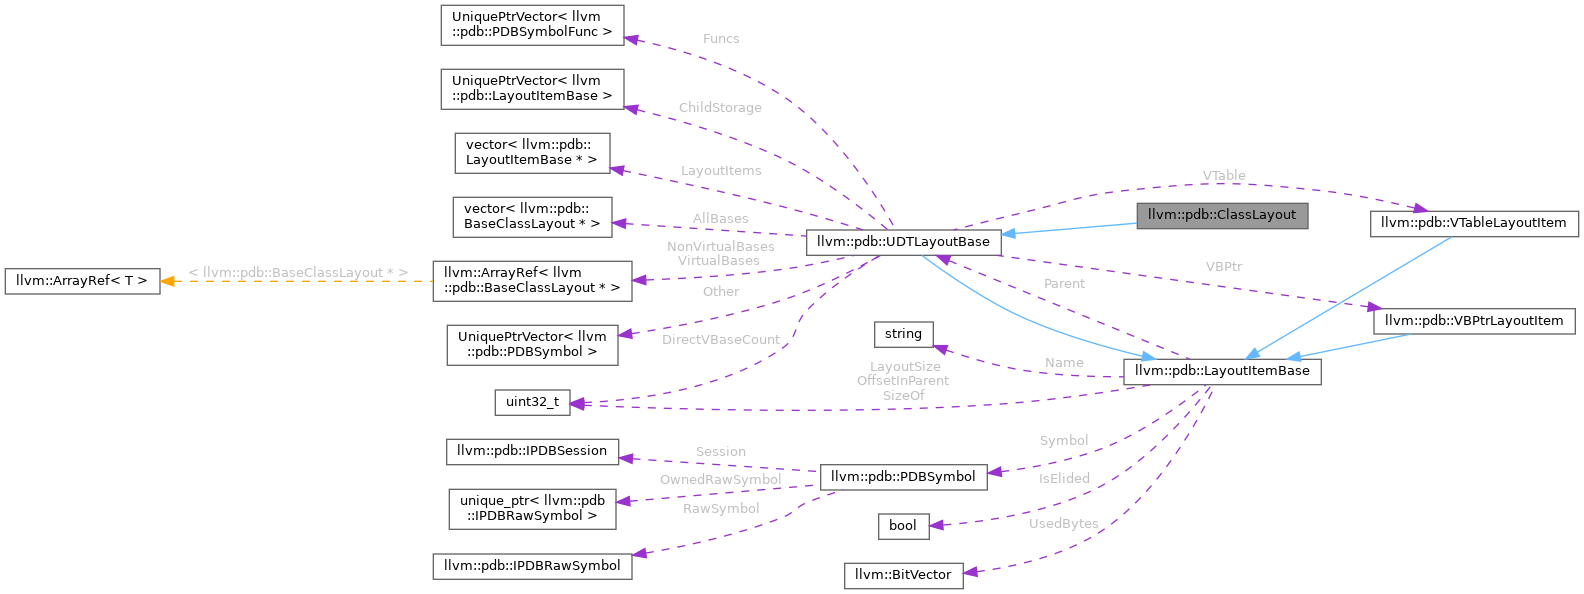 UniquePtrVector< llvm
::pdb::PDBSymbolFunc >
Funcs
UniquePtrVector< llvm
::pdb::LayoutItemBase >
ChildStorage
vector< llvm::pdb::
LayoutItemBase * >
LayoutItems
VTable
vector< llvm::pdb::
BaseClassLayout * >
AllBases
llvm::pdb::ClassLayout
llvm::pdb::VTableLayoutItem
llvm::pdb::UDTLayoutBase
NonVirtualBases
VirtualBases
VBPtr
llvm::ArrayRef< T >
< llvm::pdb::BaseClassLayout * >
llvm::ArrayRef< llvm
::pdb::BaseClassLayout * >
Other
Parent
llvm::pdb::VBPtrLayoutItem
UniquePtrVector< llvm
::pdb::PDBSymbol >
DirectVBaseCount
string
Name
llvm::pdb::LayoutItemBase
LayoutSize
OffsetInParent
SizeOf
uint32_t
llvm::pdb::IPDBSession
Session
Symbol
llvm::pdb::PDBSymbol
OwnedRawSymbol
IsElided
unique_ptr< llvm::pdb
::IPDBRawSymbol >
RawSymbol
bool
UsedBytes
llvm::pdb::IPDBRawSymbol
llvm::BitVector